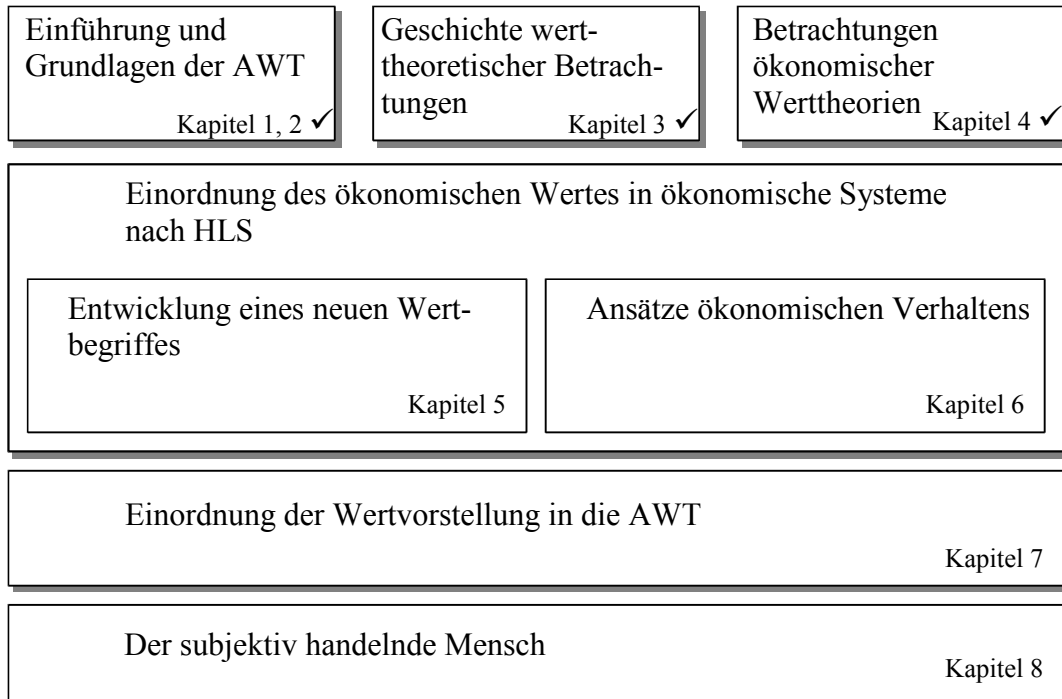 Einführung und
Grundlagen der AWT
Kapitel 1, 2 ✓
Geschichte wert-
theoretischer Betrach-
tungen
Kapitel 3 ✓
Betrachtungen
ökonomischer
Werttheorien
Kapitel 4 ✓
Einordnung des ökonomischen Wertes in ökonomische Systeme
nach HLS
Entwicklung eines neuen Wert-
begriffes
Kapitel 5
Ansätze ökonomischen Verhaltens
Kapitel 6
Einordnung der Wertvorstellung in die AWT
Kapitel 7
Der subjektiv handelnde Mensch
Kapitel 8